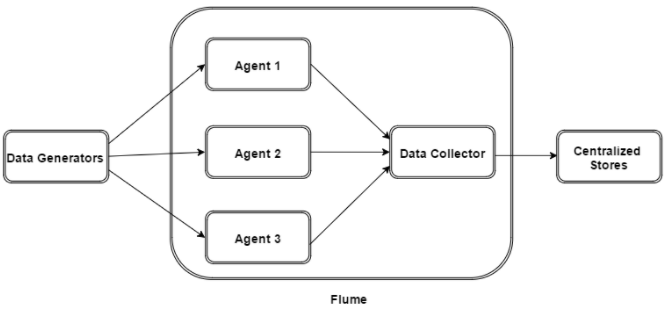 Agent 1
Data Generators
Agent 2
Data Collector
Centralized
Stores
Agent 3
Flume